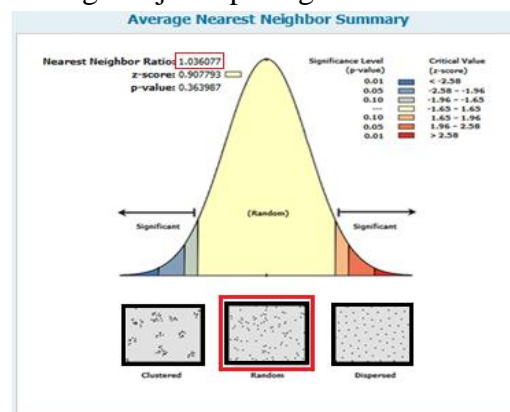 Average Nearest Neighbor Summary
Nearest Neighbor Ratio: 1.036077
z-score: 0.907793
p-value: 0.363987
Significance Level
(p-value)
Critical Value
(z-score)
0.01 < -2.58
0.05 -2.58 - -1.96
0.10 -1.96 - -1.65
--- -1.65 - 1.65
0.10 1.65 - 1.96
0.05 1.96 - 2.58
0.01 > 2.58
Significant
(Random)
Significant
Clustered
Random
Dispersed